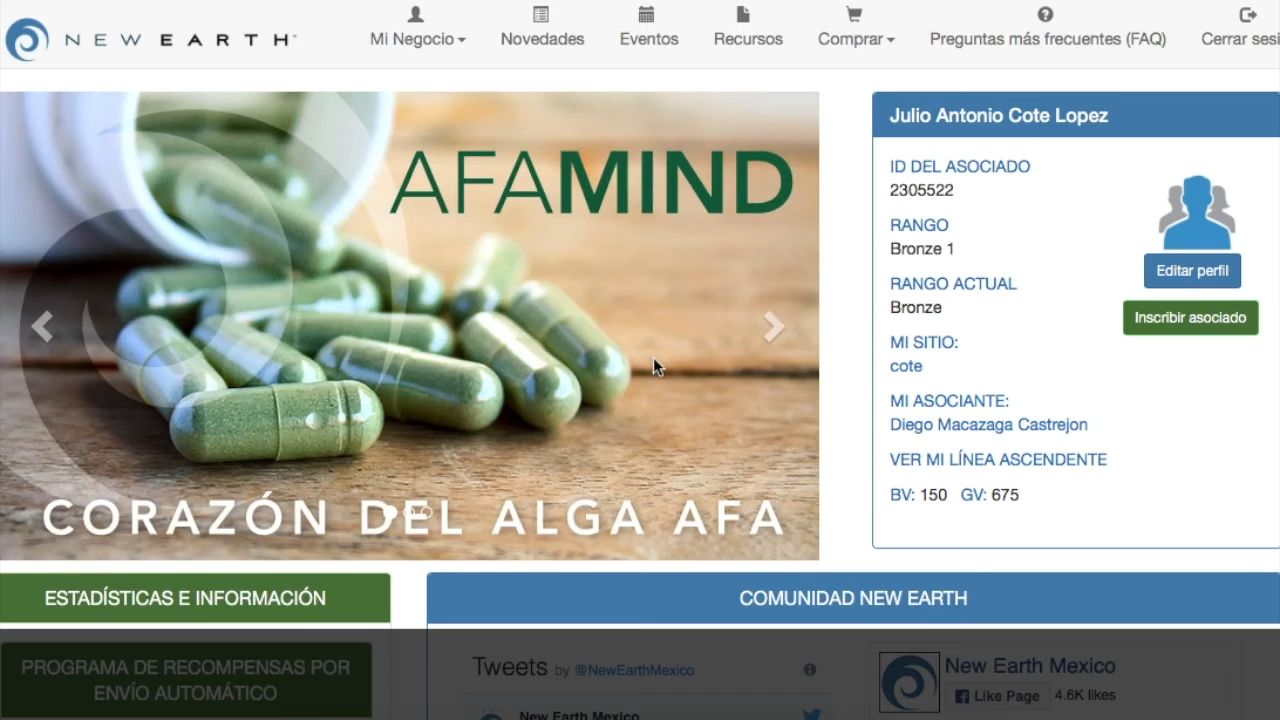 NEW EARTH
Mi Negocio
Novedades
Eventos
Recursos
Comprar
Preguntas más frecuentes (FAQ)
Cerrar sesi
AFAMIND
CORAZÓN DEL ALGA AFA
Julio Antonio Cote Lopez
ID DEL ASOCIADO
2305522
RANGO
Bronze 1
RANGO ACTUAL
Bronze
MI SITIO:
cote
MI ASOCIANTE:
Diego Macazaga Castrejon
VER MI LÍNEA ASCENDENTE
BV: 150 GV: 675
Editar perfil
Inscribir asociado
ESTADÍSTICAS E INFORMACIÓN
PROGRAMA DE RECOMPENSAS POR
ENVÍO AUTOMÁTICO
COMUNIDAD NEW EARTH
Tweets by @NewEarthMexico
New Earth Mexico
New Earth Mexico
Like Page 4.6K likes